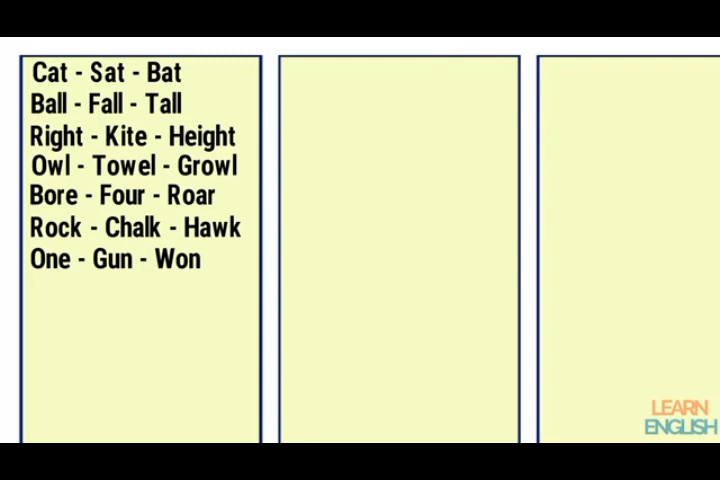 Cat - Sat - Bat
Ball - Fall - Tall
Right - Kite - Height
Owl - Towel - Growl
Bore - Four - Roar
Rock - Chalk - Hawk
One - Gun - Won
LEARN
ENGLISH